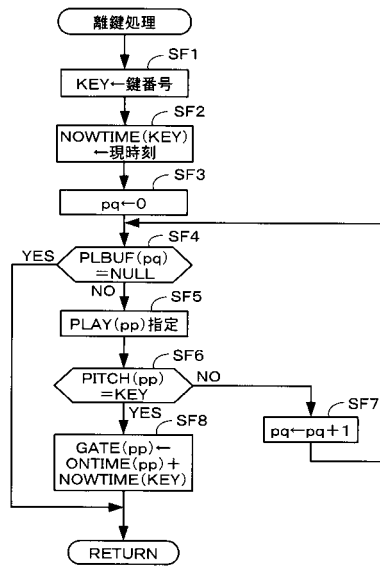 離鍵処理
SF1
KEY←鍵番号
SF2
NOWTIME(KEY)
←現時刻
SF3
pq←0
SF4
YES
PLBUF(pq)
=NULL
NO
SF5
PLAY(pp)指定
SF6
PITCH(pp)
=KEY
NO
YES
SF7
pq←pq+1
SF8
GATE(pp)←
ONTIME(pp)+
NOWTIME(KEY)
RETURN